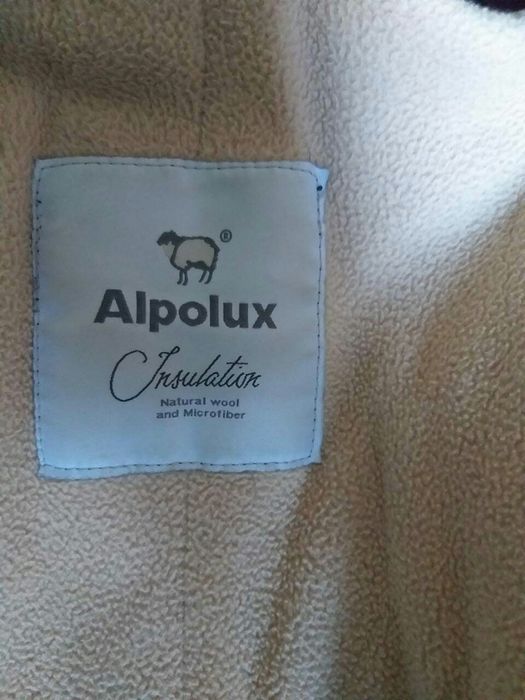 ®
Alpolux
Insulation
Natural wool
and Microfiber